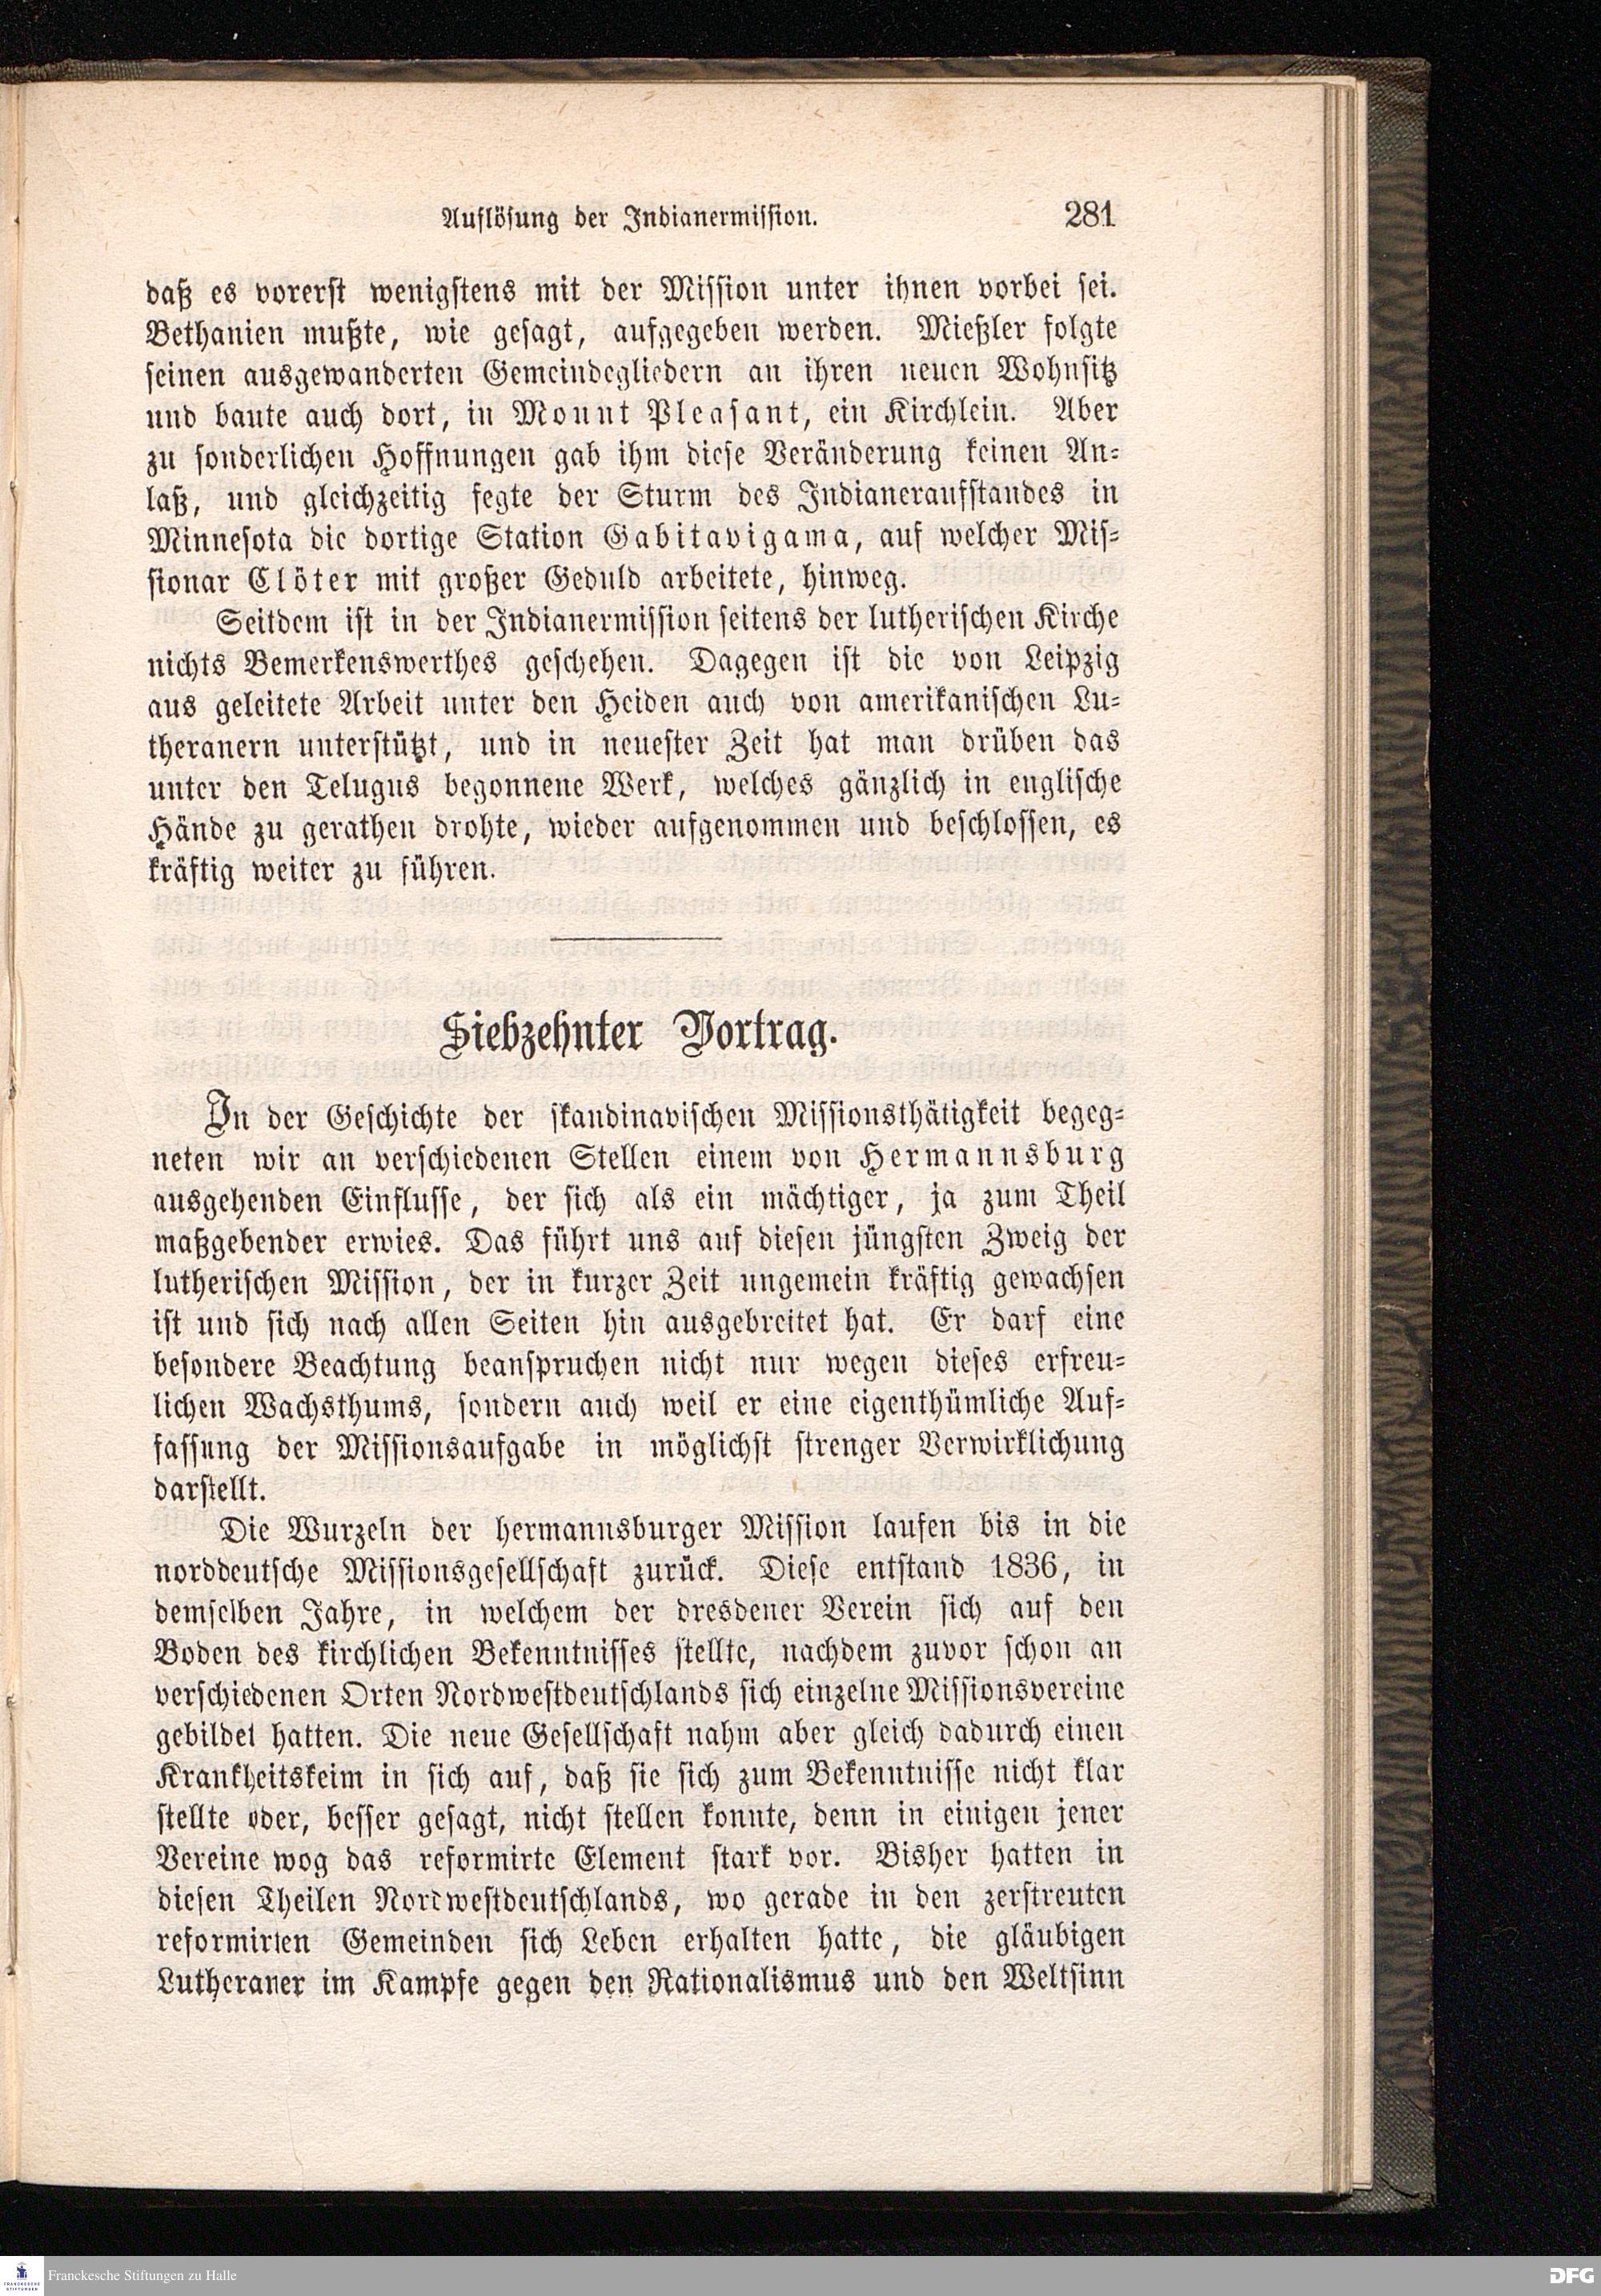 Auflösung der Indianermission. 281
daß es vorerst wenigstens mit der Mission unter ihnen vorbei sei.
Bethanien mußte, wie gesagt, aufgegeben werden. Mießler folgte
seinen ausgewanderten Gemeindegliedern an ihren neuen Wohnsitz
und baute auch dort, in Mount Pleasant, ein Kirchlein. Aber
zu sonderlichen Hoffnungen gab ihm diese Veränderung keinen An-
laß, und gleichzeitig fegte der Sturm des Indianeraufstandes in
Minnesota die dortige Station Gabitavigama, auf welcher Mis-
sionar Clöter mit großer Geduld arbeitete, hinweg.
Seitdem ist in der Indianermission seitens der lutherischen Kirche
nichts Bemerkenswerthes geschehen. Dagegen ist die von Leipzig
aus geleitete Arbeit unter den Heiden auch von amerikanischen Lu-
theranern unterstützt, und in neuester Zeit hat man drüben das
unter den Telugus begonnene Werk, welches gänzlich in englische
Hände zu gerathen drohte, wieder aufgenommen und beschlossen, es
kräftig weiter zu führen.
Siebzehnter Vortrag.
In der Geschichte der skandinavischen Missionsthätigkeit begeg-
neten wir an verschiedenen Stellen einem von Hermannsburg
ausgehenden Einflusse, der sich als ein mächtiger, ja zum Theil
maßgebender erwies. Das führt uns auf diesen jüngsten Zweig der
lutherischen Mission, der in kurzer Zeit ungemein kräftig gewachsen
ist und sich nach allen Seiten hin ausgebreitet hat. Er darf eine
besondere Beachtung beanspruchen nicht nur wegen dieses erfreu-
lichen Wachsthums, sondern auch weil er eine eigenthümliche Auf-
fassung der Missionsaufgabe in möglichst strenger Verwirklichung
darstellt.
Die Wurzeln der hermannsburger Mission laufen bis in die
norddeutsche Missionsgesellschaft zurück. Diese entstand 1836, in
demselben Jahre, in welchem der dresdener Verein sich auf den
Boden des kirchlichen Bekenntnisses stellte, nachdem zuvor schon an
verschiedenen Orten Nordwestdeutschlands sich einzelne Missionsvereine
gebildet hatten. Die neue Gesellschaft nahm aber gleich dadurch einen
Krankheitskeim in sich auf, daß sie sich zum Bekenntnisse nicht klar
stellte oder, besser gesagt, nicht stellen konnte, denn in einigen jener
Vereine wog das reformirte Element stark vor. Bisher hatten in
diesen Theilen Nordwestdeutschlands, wo gerade in den zerstreuten
reformirten Gemeinden sich Leben erhalten hatte, die gläubigen
Lutheraner im Kampfe gegen den Rationalismus und den Weltsinn
FRANCKESCHE
STIFTUNGEN
Franckesche Stiftungen zu Halle
DFG